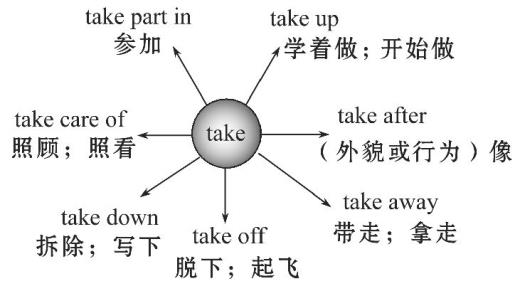 take part in
参加
take up
学着做；开始做
take care of
照顾；照看
take
take after
（外貌或行为）像
take down
拆除；写下
take off
脱下；起飞
take away
带走；拿走